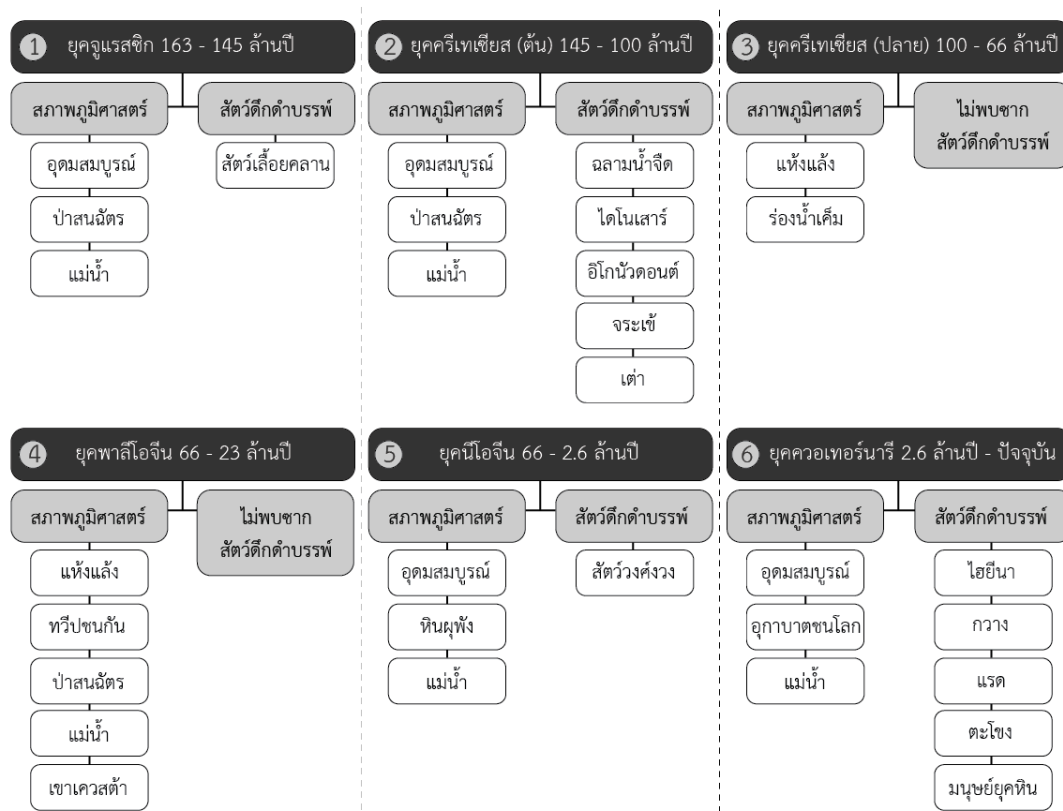 1 ยุคจูแรสซิก 163 - 145 ล้านปี
สภาพภูมิศาสตร์
อุดมสมบูรณ์
ป่าสนฉัตร
แม่น้ำ
สัตว์ดึกดำบรรพ์
สัตว์เลื้อยคลาน
2 ยุคครีเทเซียส (ต้น) 145 - 100 ล้านปี
สภาพภูมิศาสตร์
อุดมสมบูรณ์
ป่าสนฉัตร
แม่น้ำ
สัตว์ดึกดำบรรพ์
ฉลามน้ำจืด
ไดโนเสาร์
อิโกนัวดอนต์
จระเข้
เต่า
3 ยุคครีเทเซียส (ปลาย) 100 - 66 ล้านปี
สภาพภูมิศาสตร์
แห้งแล้ง
ร่องน้ำเค็ม
ไม่พบซาก
สัตว์ดึกดำบรรพ์
4 ยุคพาลีโอจีน 66 - 23 ล้านปี
สภาพภูมิศาสตร์
แห้งแล้ง
ทวีปชนกัน
ป่าสนฉัตร
แม่น้ำ
เขาเควสต้า
ไม่พบซาก
สัตว์ดึกดำบรรพ์
5 ยุคนีโอจีน 66 - 2.6 ล้านปี
สภาพภูมิศาสตร์
อุดมสมบูรณ์
หินผุพัง
แม่น้ำ
สัตว์ดึกดำบรรพ์
สัตว์วงศ์งวง
6 ยุคควอเทอร์นารี 2.6 ล้านปี - ปัจจุบัน
สภาพภูมิศาสตร์
อุดมสมบูรณ์
อุกาบาตชนโลก
แม่น้ำ
สัตว์ดึกดำบรรพ์
ไฮยีนา
กวาง
แรด
ตะโขง
มนุษย์ยุคหิน